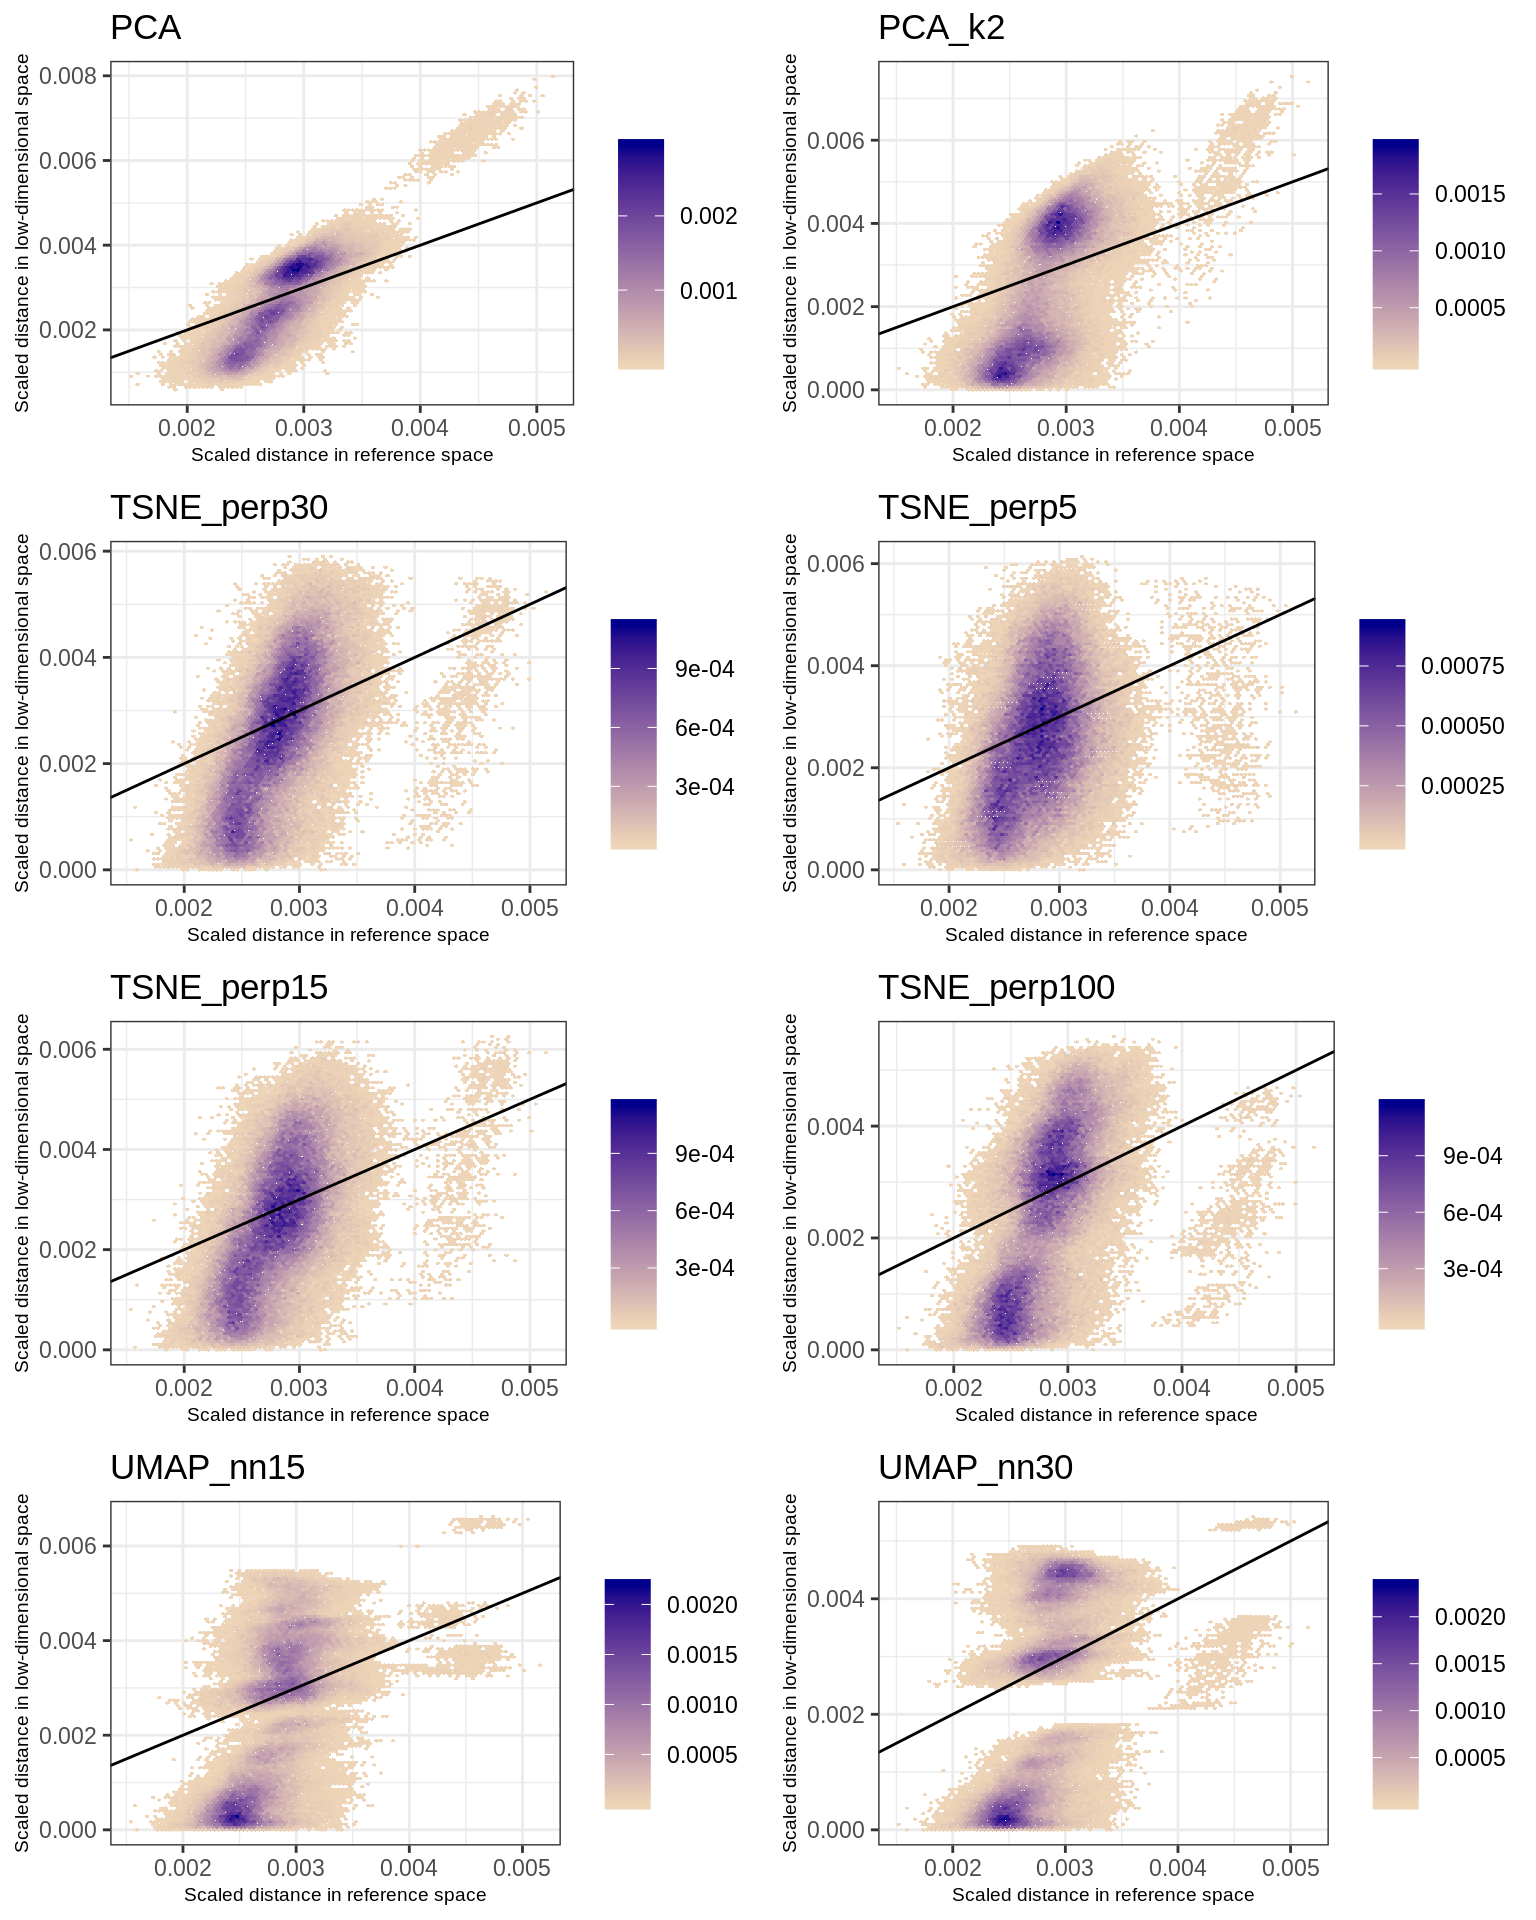 PCA
Scaled distance in low-dimensional space
0.008
0.006
0.004
0.002
0.002 0.003 0.004 0.005
Scaled distance in reference space
0.002
0.001
PCA_k2
Scaled distance in low-dimensional space
0.006
0.004
0.002
0.000
0.002 0.003 0.004 0.005
Scaled distance in reference space
0.0015
0.0010
0.0005
TSNE_perp30
Scaled distance in low-dimensional space
0.006
0.004
0.002
0.000
0.002 0.003 0.004 0.005
Scaled distance in reference space
9e-04
6e-04
3e-04
TSNE_perp5
Scaled distance in low-dimensional space
0.006
0.004
0.002
0.000
0.002 0.003 0.004 0.005
Scaled distance in reference space
0.00075
0.00050
0.00025
TSNE_perp15
Scaled distance in low-dimensional space
0.006
0.004
0.002
0.000
0.002 0.003 0.004 0.005
Scaled distance in reference space
9e-04
6e-04
3e-04
TSNE_perp100
Scaled distance in low-dimensional space
0.004
0.002
0.000
0.002 0.003 0.004 0.005
Scaled distance in reference space
9e-04
6e-04
3e-04
UMAP_nn15
Scaled distance in low-dimensional space
0.006
0.004
0.002
0.000
0.002 0.003 0.004 0.005
Scaled distance in reference space
0.0020
0.0015
0.0010
0.0005
UMAP_nn30
Scaled distance in low-dimensional space
0.004
0.002
0.000
0.002 0.003 0.004 0.005
Scaled distance in reference space
0.0020
0.0015
0.0010
0.0005